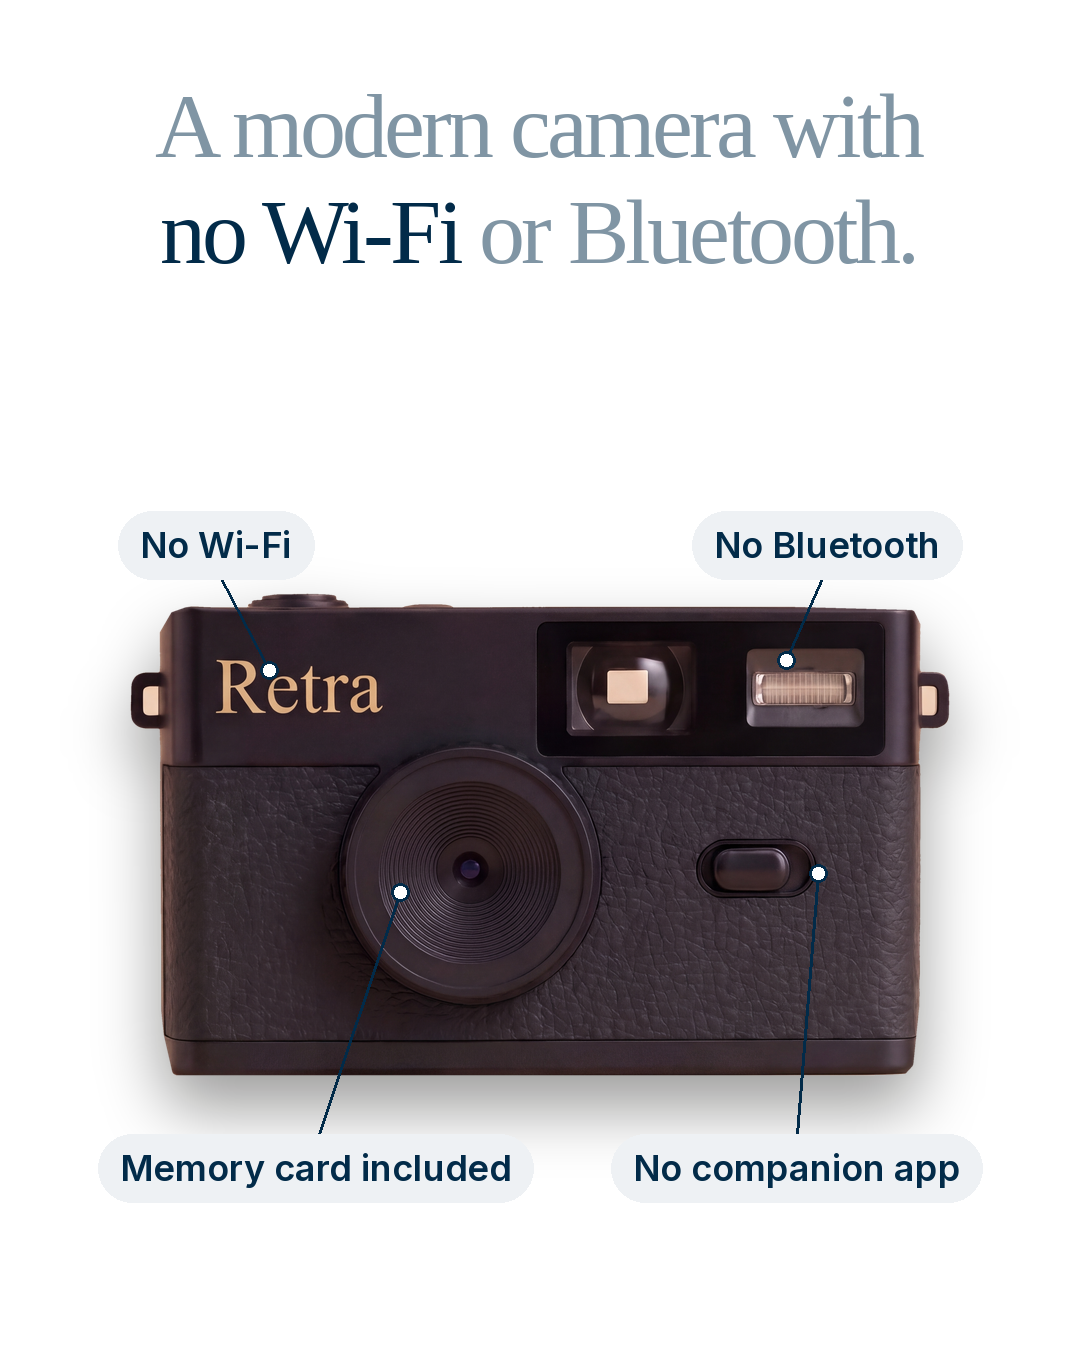 A modern camera with
no Wi-Fi or Bluetooth.
No Wi-Fi
No Bluetooth
Retra
Memory card included
No companion app